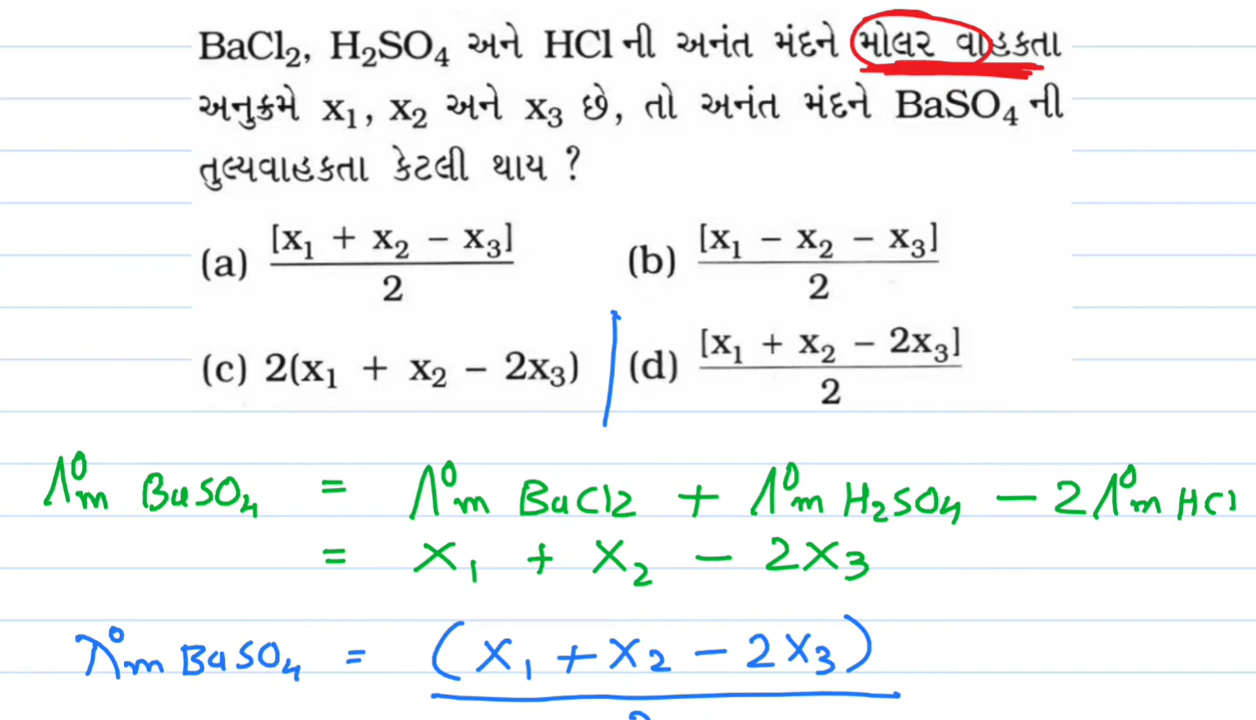 BaCl₂, H₂SO₄ અને HCl ની અનંત મંદને મોલર વાહકતા
અનુક્રમે x₁, x₂ અને x₃ છે, તો અનંત મંદને BaSO₄ ની
તુલ્યવાહકતા કેટલી થાય ?
(a) [x₁ + x₂ − x₃] / 2 (b) [x₁ − x₂ − x₃] / 2
(c) 2(x₁ + x₂ − 2x₃) (d) [x₁ + x₂ − 2x₃] / 2
Λ⁰m BaSO₄ = Λ⁰m BaCl2 + Λ⁰m H₂SO₄ − 2Λ⁰m HCl
= x₁ + x₂ − 2x₃
λ⁰m BaSO₄ = (x₁ + x₂ − 2x₃)